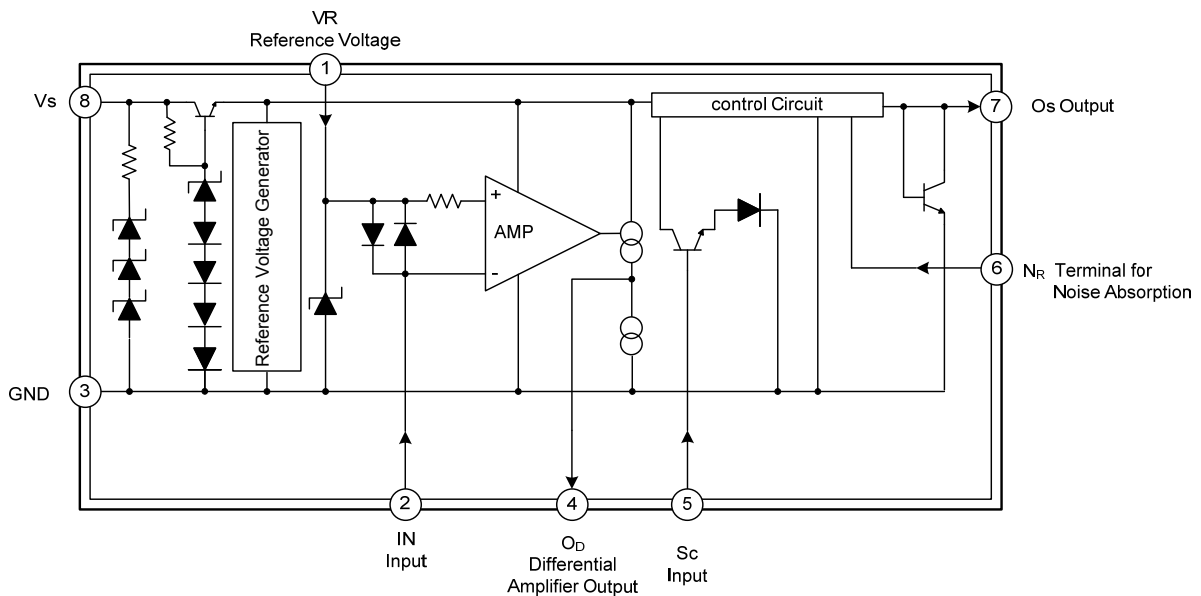 VR
Reference Voltage
1
Vs
8
control Circuit
7
Os Output
Reference Voltage Generator
+
AMP
-
6
NR Terminal for
Noise Absorption
GND
3
2
4
5
IN
Input
OD
Differential
Amplifier Output
Sc
Input